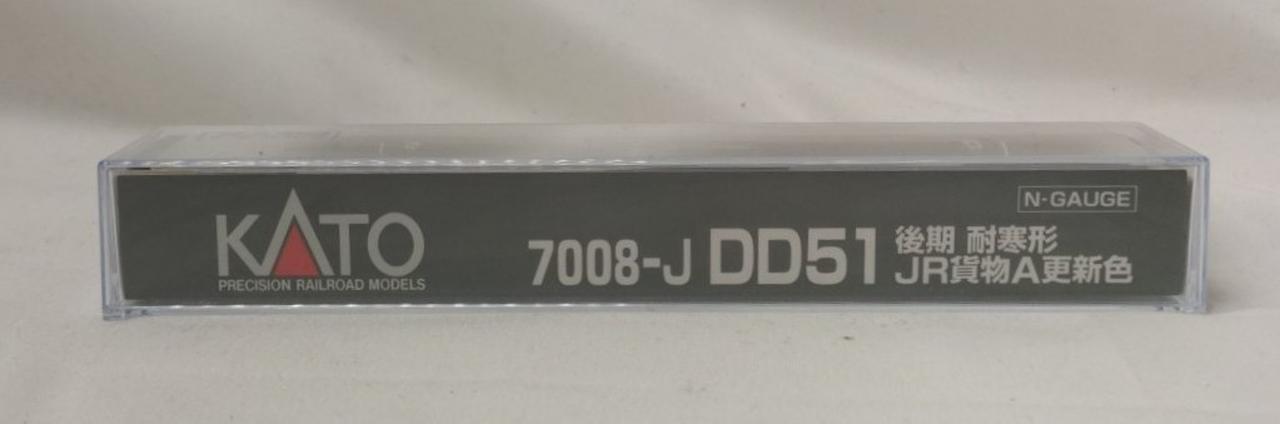 KATO
PRECISION RAILROAD MODELS
N-GAUGE
7008-J DD51 後期 耐寒形
JR貨物A更新色